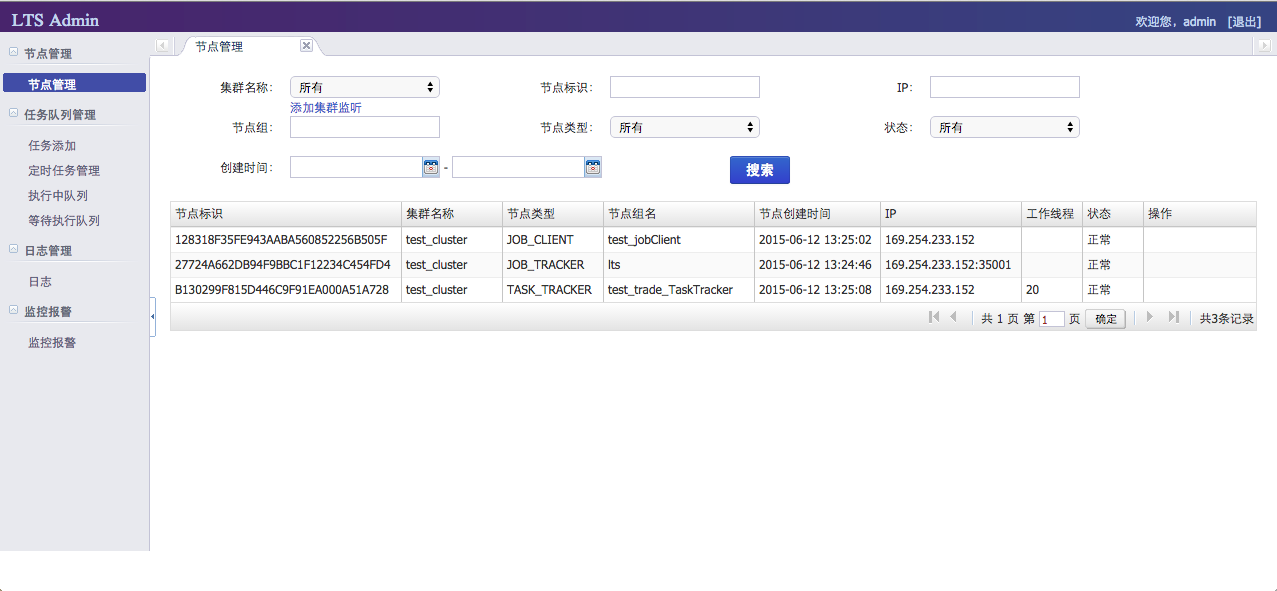 LTS Admin
欢迎您，admin [退出]
节点管理
节点管理
任务队列管理
任务添加
定时任务管理
执行中队列
等待执行队列
日志管理
日志
监控报警
监控报警
节点管理
集群名称： 所有 节点标识： IP：
添加集群监听
节点组： 节点类型： 所有 状态： 所有
创建时间： - 搜索
节点标识 集群名称 节点类型 节点组名 节点创建时间 IP 工作线程 状态 操作
128318F35FE943AABA560852256B505F test_cluster JOB_CLIENT test_jobClient 2015-06-12 13:25:02 169.254.233.152 正常
27724A662DB94F9BBC1F12234C454FD4 test_cluster JOB_TRACKER lts 2015-06-12 13:24:46 169.254.233.152:35001 正常
B130299F815D446C9F91EA000A51A728 test_cluster TASK_TRACKER test_trade_TaskTracker 2015-06-12 13:25:08 169.254.233.152 20 正常
共 1 页 第 1 页 确定 共3条记录